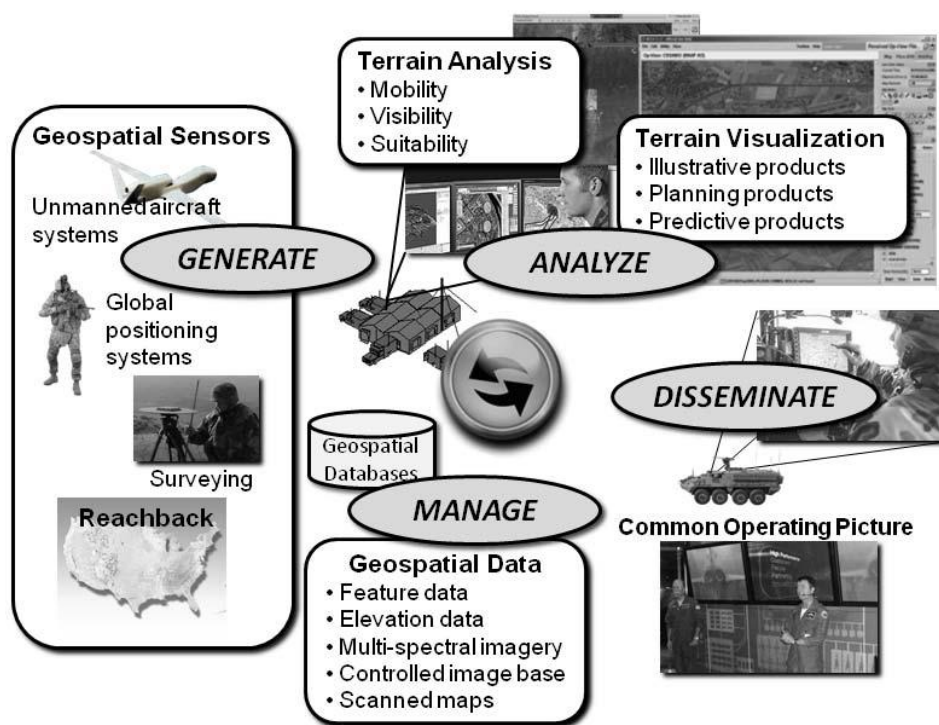 Terrain Analysis
• Mobility
• Visibility
• Suitability
Terrain Visualization
• Illustrative products
• Planning products
• Predictive products
Geospatial Sensors
Unmanned aircraft
systems
GENERATE
ANALYZE
Global
positioning
systems
Surveying
Reachback
DISSEMINATE
Geospatial
Databases
MANAGE
Geospatial Data
• Feature data
• Elevation data
• Multi-spectral imagery
• Controlled image base
• Scanned maps
Common Operating Picture